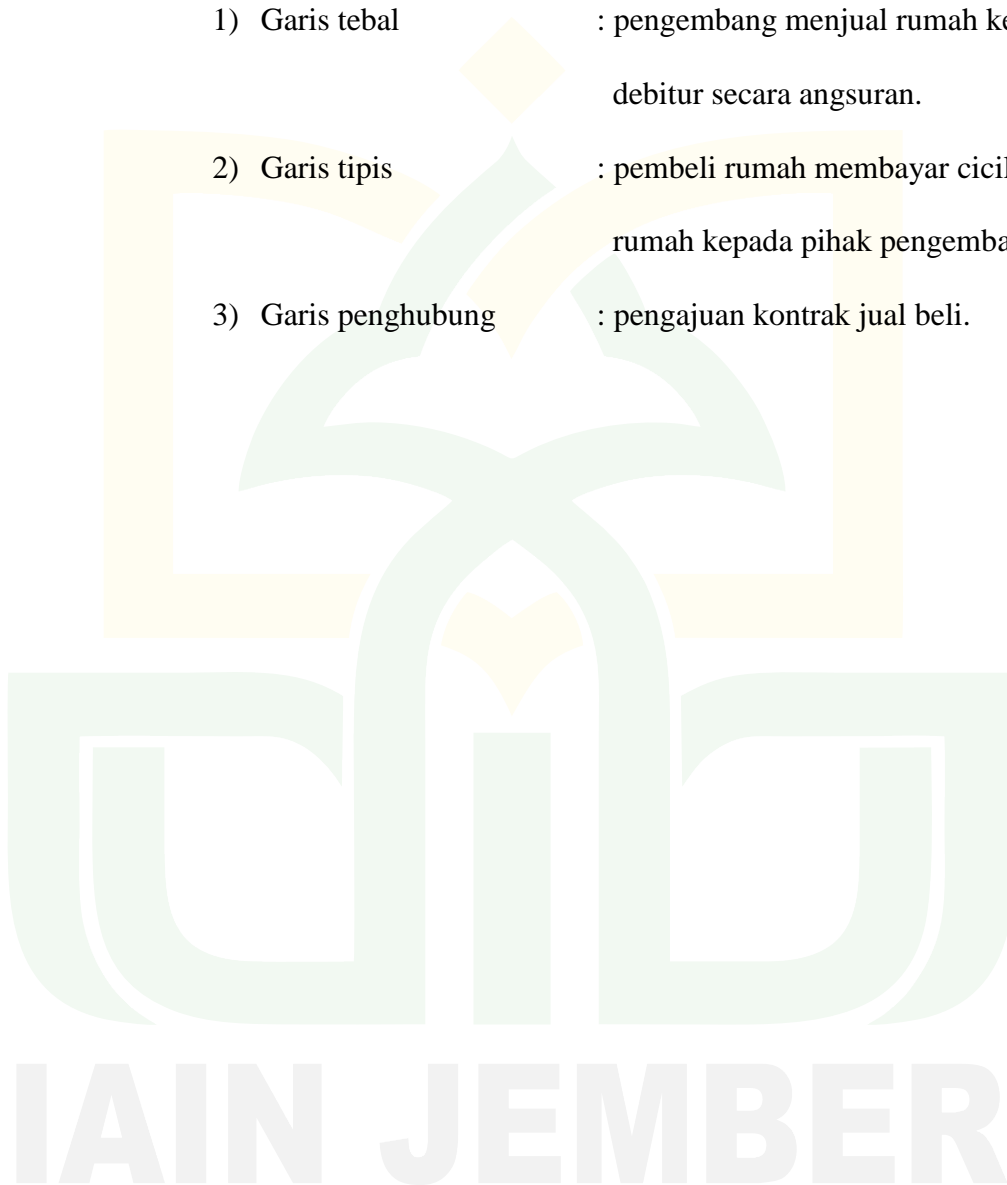 1) Garis tebal : pengembang menjual rumah ke
debitur secara angsuran.
2) Garis tipis : pembeli rumah membayar cicil
rumah kepada pihak pengemba
3) Garis penghubung : pengajuan kontrak jual beli.
IAIN JEMBER